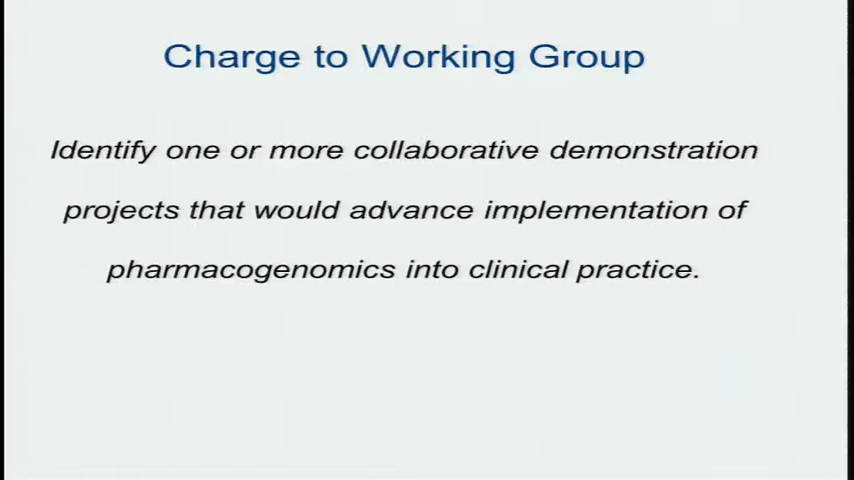 Charge to Working Group
Identify one or more collaborative demonstration
projects that would advance implementation of
pharmacogenomics into clinical practice.